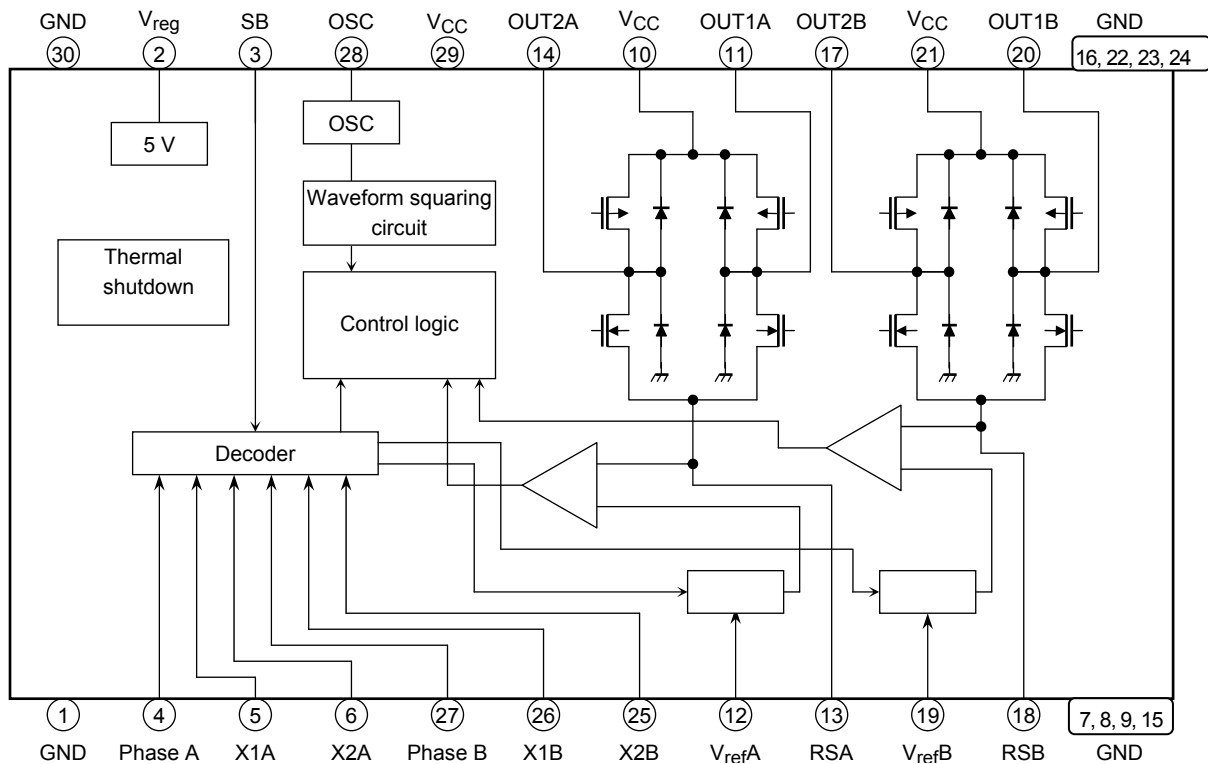 GND
V_reg
SB
OSC
V_CC
OUT2A
V_CC
OUT1A
OUT2B
V_CC
OUT1B
GND
30
2
3
28
29
14
10
11
17
21
20
16, 22, 23, 24
5 V
OSC
Waveform squaring
circuit
Thermal
shutdown
Control logic
Decoder
1
4
5
6
27
26
25
12
13
19
18
7, 8, 9, 15
GND
Phase A
X1A
X2A
Phase B
X1B
X2B
V_refA
RSA
V_refB
RSB
GND